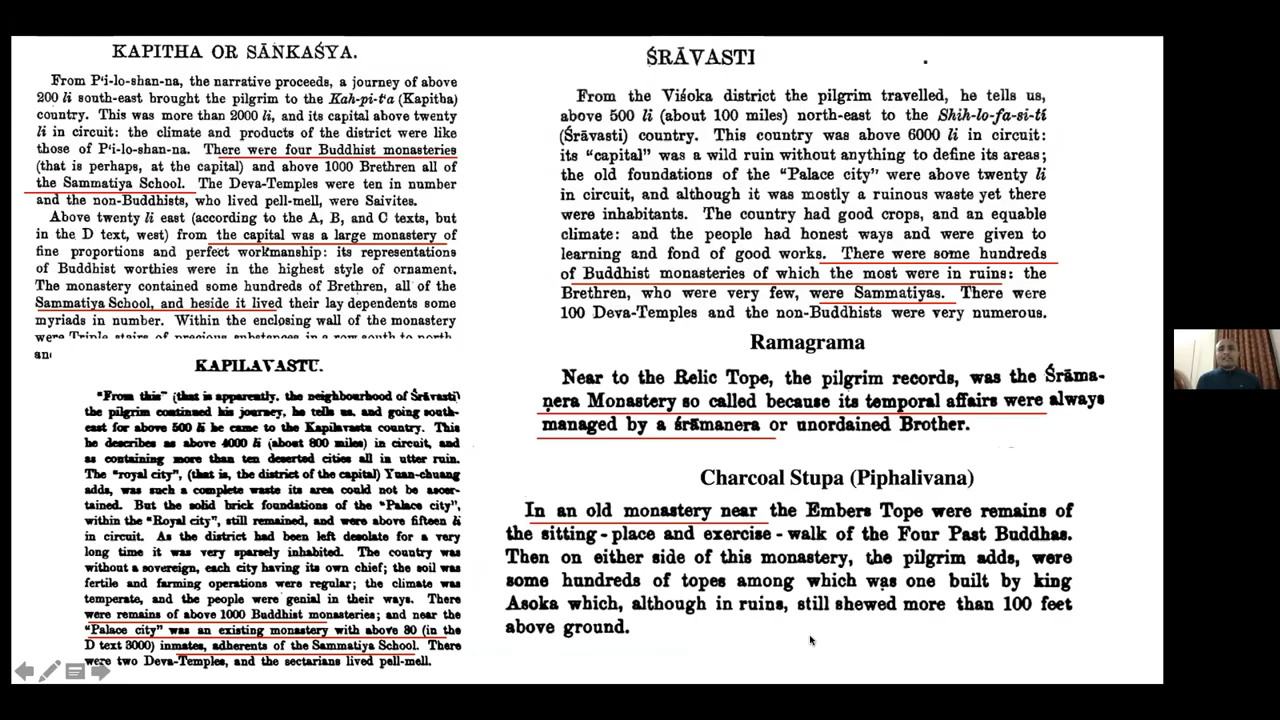 KAPITHA OR SĀNKAŚYA.
From P'i-lo-shan-na, the narrative proceeds, a journey of above
200 li south-east brought the pilgrim to the Kah-pi-t'a (Kapitha)
country. This was more than 2000 li, and its capital above twenty
li in circuit: the climate and products of the district were like
those of P'i-lo-shan-na. There were four Buddhist monasteries
(that is perhaps, at the capital) and above 1000 Brethren all of
the Sammatiya School. The Deva-Temples were ten in number
and the non-Buddhists, who lived pell-mell, were Saivites.
Above twenty li east (according to the A, B, and C texts, but
in the D text, west) from the capital was a large monastery of
fine proportions and perfect workmanship: its representations
of Buddhist worthies were in the highest style of ornament.
The monastery contained some hundreds of Brethren, all of the
Sammatiya School, and beside it lived their lay dependents some
myriads in number. Within the enclosing wall of the monastery
were Triple stairs of precious substances in a row south to north
and
KAPILAVASTU.
"From this" (that is apparently, the neighbourhood of Śrāvasti)
the pilgrim continued his journey, he tells us, and going south-
east for above 500 li he came to the Kapilavastu country. This
he describes as above 4000 li (about 800 miles) in circuit, and
as containing more than ten deserted cities all in utter ruin.
The "royal city", (that is, the district of the capital) Yuan-chuang
adds, was such a complete waste its area could not be ascer-
tained. But the solid brick foundations of the "Palace city",
within the "Royal city", still remained, and were above fifteen li
in circuit. As the district had been left desolate for a very
long time it was very sparsely inhabited. The country was
without a sovereign, each city having its own chief; the soil was
fertile and farming operations were regular; the climate was
temperate, and the people were genial in their ways. There
were remains of above 1000 Buddhist monasteries; and near the
"Palace city" was an existing monastery with above 30 (in the
D text 3000) inmates, adherents of the Sammatiya School. There
were two Deva-Temples, and the sectarians lived pell-mell.
ŚRĀVASTI
From the Viśoka district the pilgrim travelled, he tells us,
above 500 li (about 100 miles) north-east to the Shih-lo-fa-si-ti
(Śrāvasti) country. This country was above 6000 li in circuit:
its "capital" was a wild ruin without anything to define its areas;
the old foundations of the "Palace city" were above twenty li
in circuit, and although it was mostly a ruinous waste yet there
were inhabitants. The country had good crops, and an equable
climate: and the people had honest ways and were given to
learning and fond of good works. There were some hundreds
of Buddhist monasteries of which the most were in ruins: the
Brethren, who were very few, were Sammatiyas. There were
100 Deva-Temples and the non-Buddhists were very numerous.
Ramagrama
Near to the Relic Tope, the pilgrim records, was the Śrāma-
ṇera Monastery so called because its temporal affairs were always
managed by a śrāmanera or unordained Brother.
Charcoal Stupa (Piphalivana)
In an old monastery near the Embers Tope were remains of
the sitting-place and exercise-walk of the Four Past Buddhas.
Then on either side of this monastery, the pilgrim adds, were
some hundreds of topes among which was one built by king
Asoka which, although in ruins, still shewed more than 100 feet
above ground.